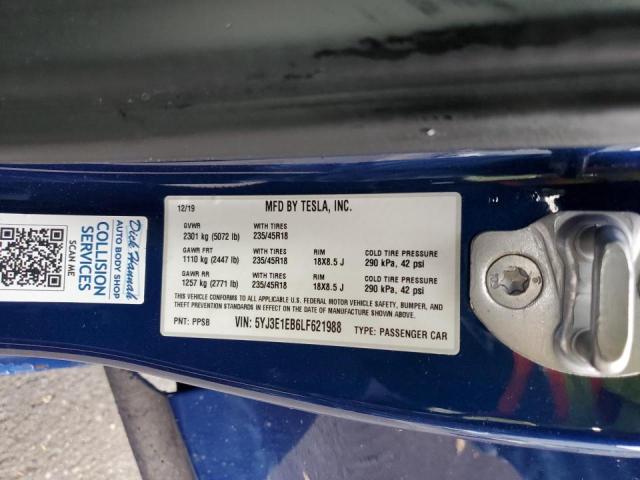 12/19 MFD BY TESLA, INC.
GVWR WITH TIRES
2301 kg (5072 lb) 235/45R18
GAWR FRT WITH TIRES RIM COLD TIRE PRESSURE
1110 kg (2447 lb) 235/45R18 18X8.5 J 290 kPa, 42 psi
GAWR RR WITH TIRES RIM COLD TIRE PRESSURE
1257 kg (2771 lb) 235/45R18 18X8.5 J 290 kPa, 42 psi
THIS VEHICLE CONFORMS TO ALL APPLICABLE U.S. FEDERAL MOTOR VEHICLE SAFETY, BUMPER, AND
THEFT PREVENTION STANDARDS IN EFFECT ON THE DATE OF MANUFACTURE SHOWN ABOVE.
PNT: PPSB VIN: 5YJ3E1EB6LF621988 TYPE: PASSENGER CAR
Dick Hannah
AUTO BODY SHOP
COLLISION
SERVICES
SCAN ME